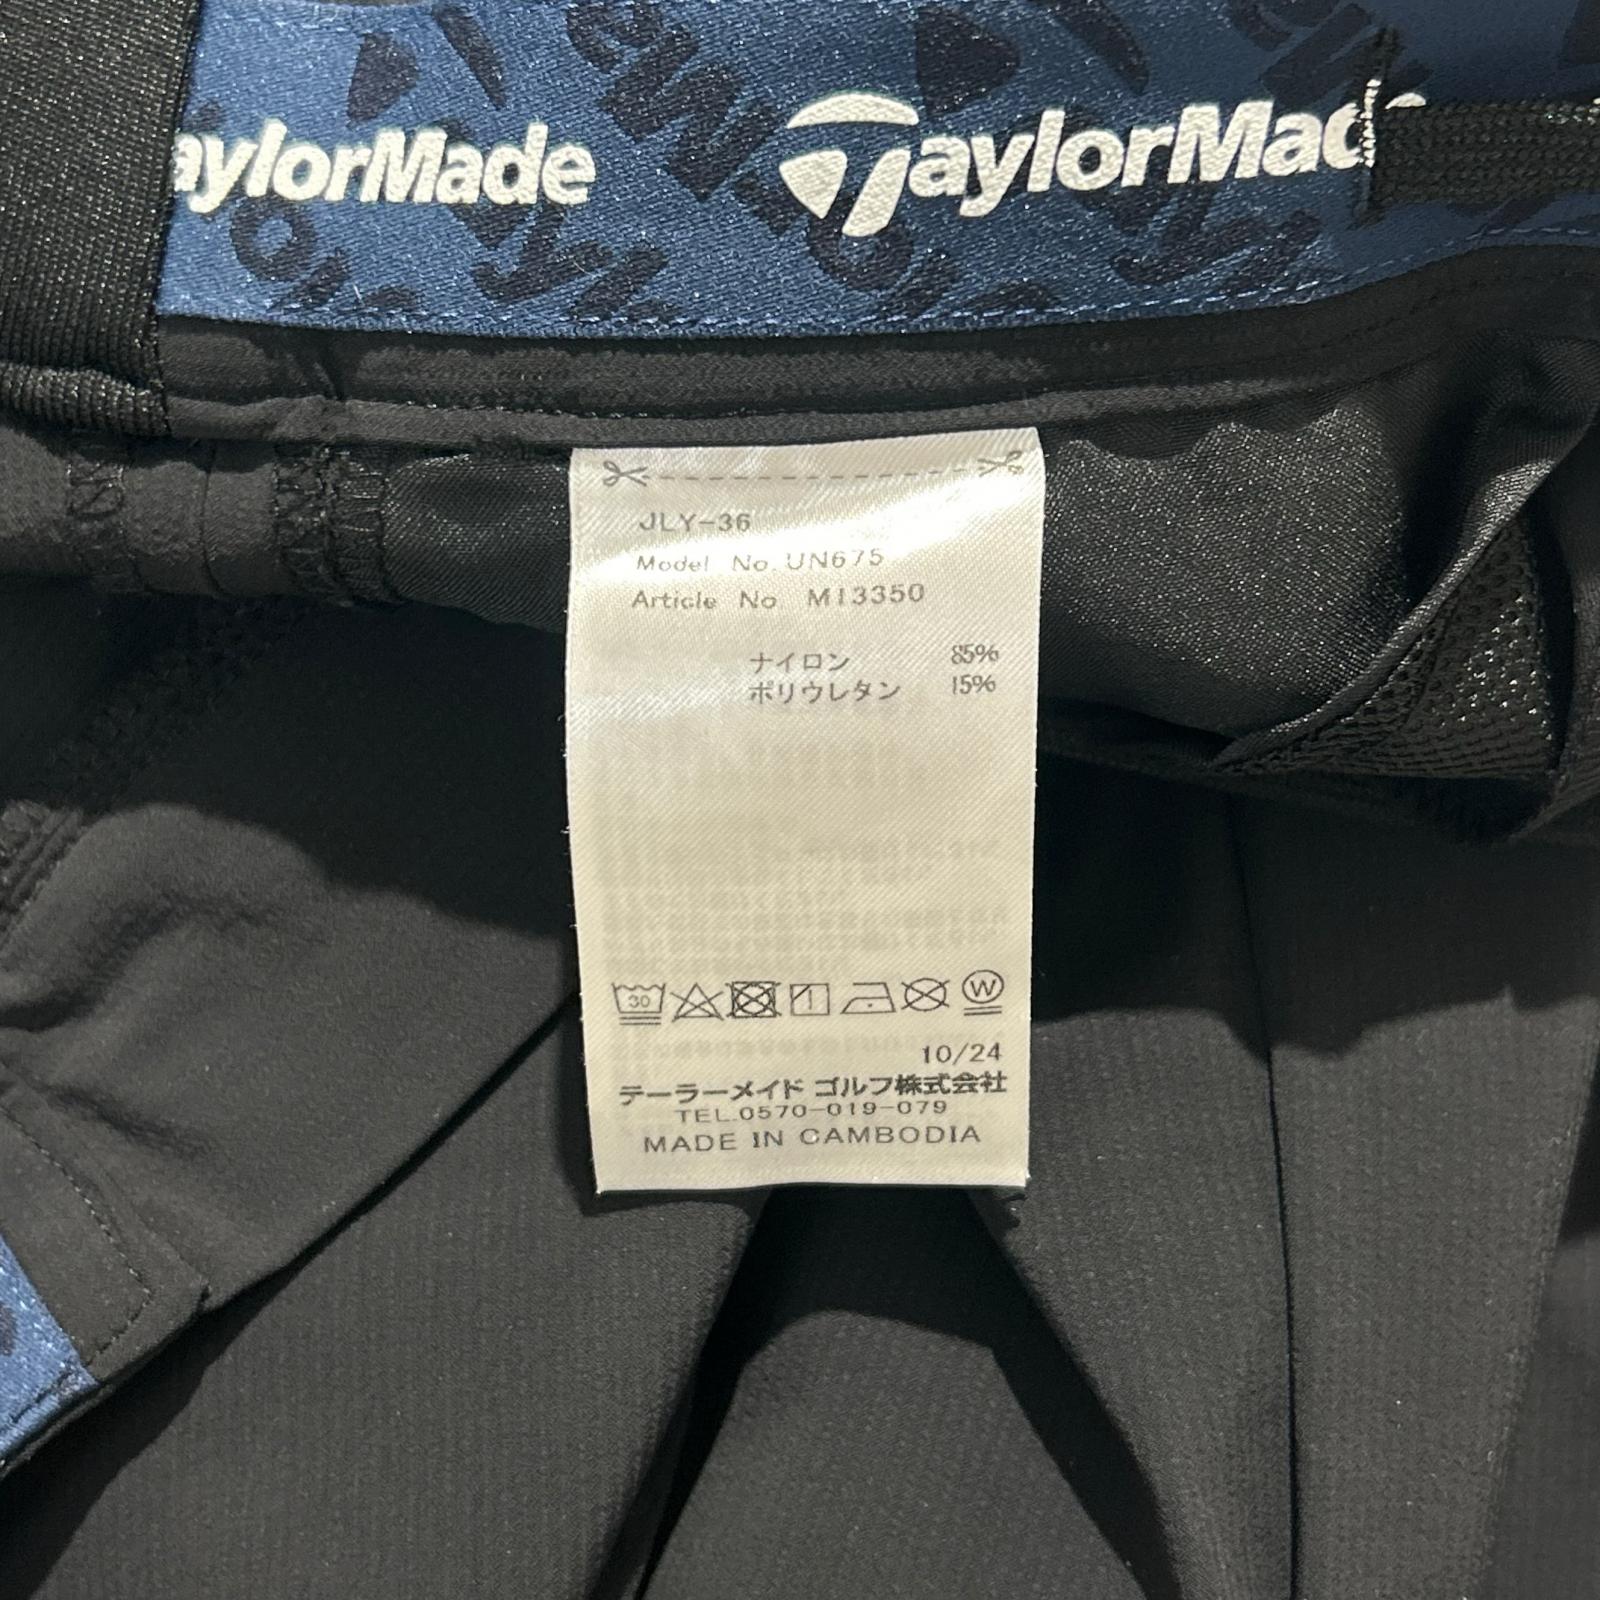 aylorMade TaylorMad
JLY-36
Model No. UN675
Article No M13350
ナイロン 85%
ポリウレタン 15%
30
W
10/24
テーラーメイド ゴルフ株式会社
TEL.0570-019-079
MADE IN CAMBODIA